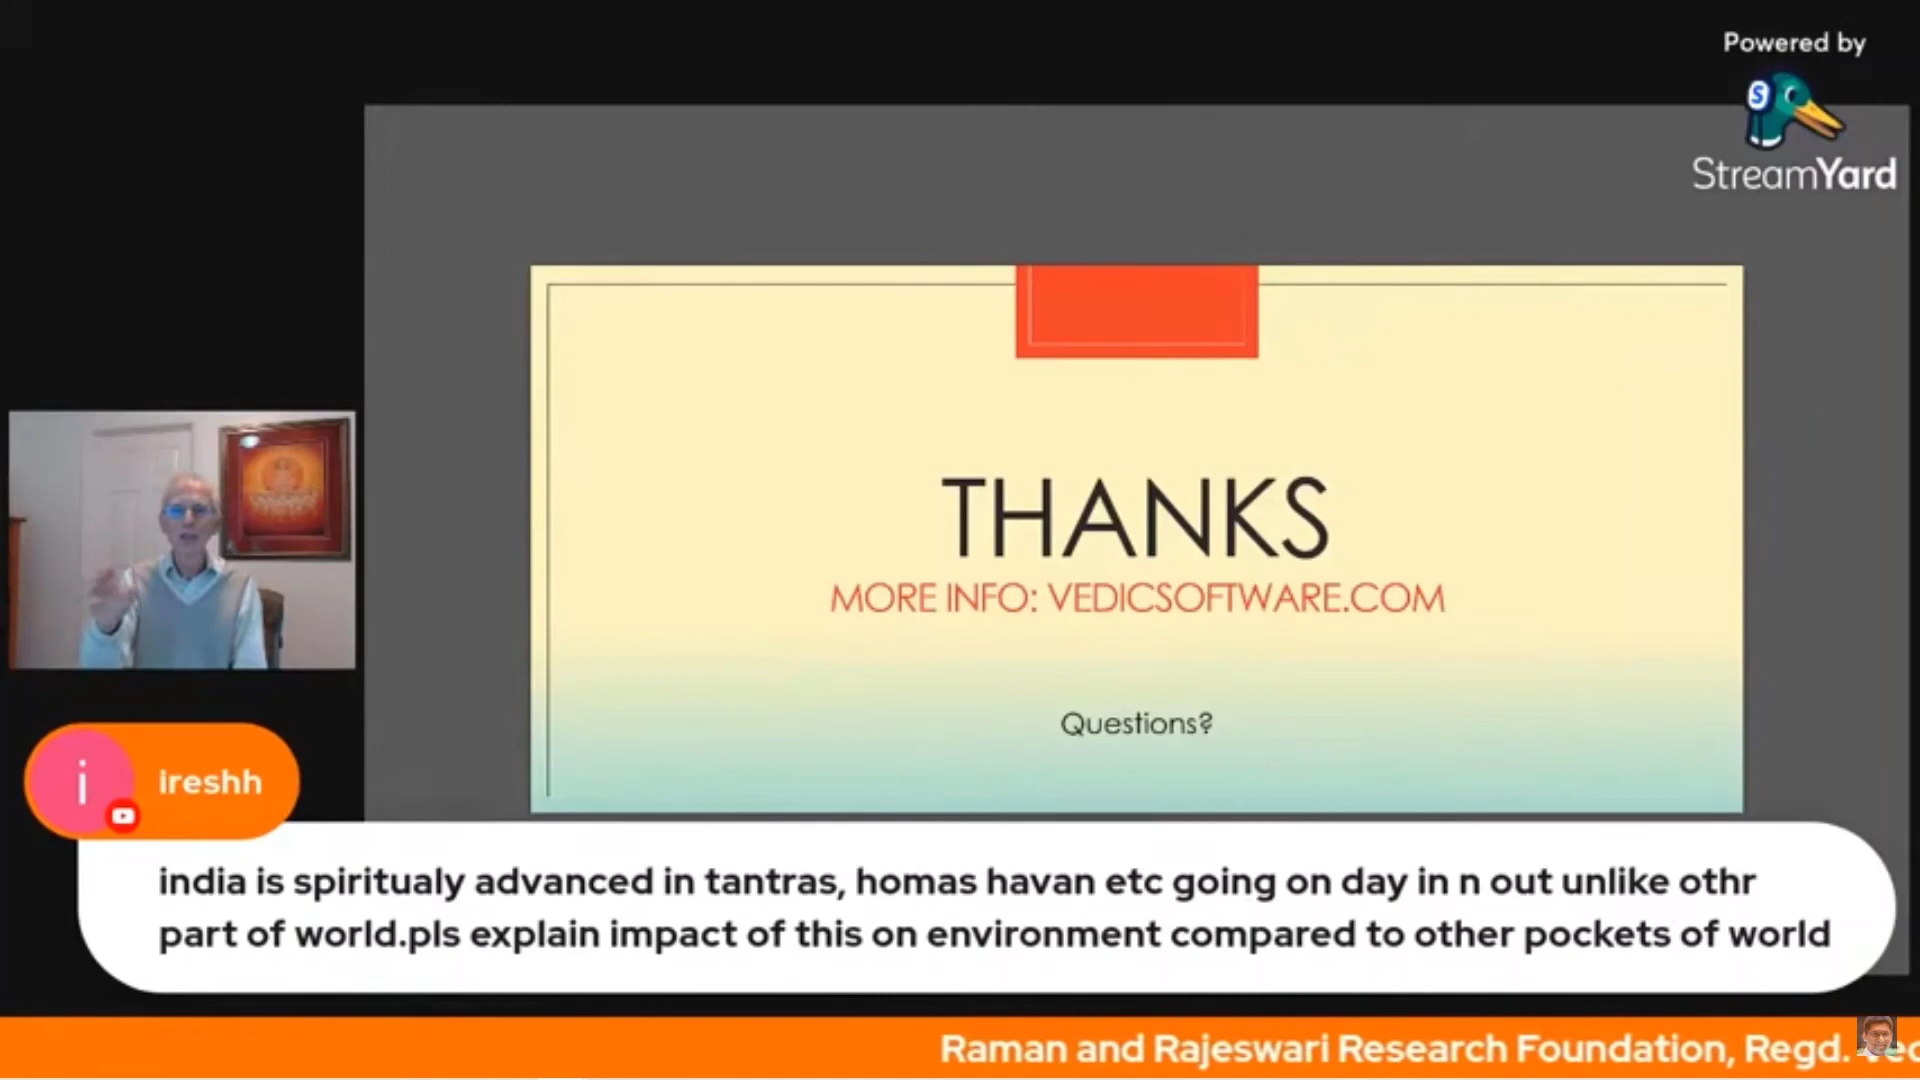 Powered by
S
StreamYard
THANKS
MORE INFO: VEDICSOFTWARE.COM
Questions?
i
ireshh
india is spiritualy advanced in tantras, homas havan etc going on day in n out unlike othr
part of world.pls explain impact of this on environment compared to other pockets of world
Raman and Rajeswari Research Foundation, Regd.